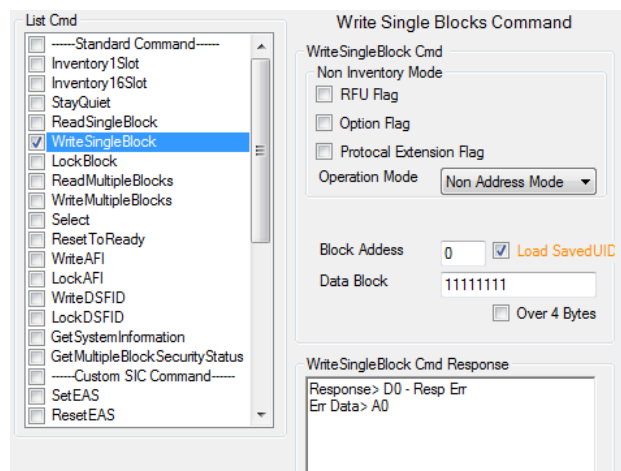 List Cmd
------Standard Command------
Inventory1Slot
Inventory16Slot
StayQuiet
ReadSingleBlock
WriteSingleBlock
LockBlock
ReadMultipleBlocks
WriteMultipleBlocks
Select
ResetToReady
WriteAFI
LockAFI
WriteDSFID
LockDSFID
GetSystemInformation
GetMultipleBlockSecurityStatus
------Custom SIC Command------
SetEAS
ResetEAS
Write Single Blocks Command
WriteSingleBlock Cmd
Non Inventory Mode
RFU Flag
Option Flag
Protocal Extension Flag
Operation Mode Non Address Mode
Block Addess 0 Load SavedUID
Data Block 11111111
Over 4 Bytes
WriteSingleBlock Cmd Response
Response> D0 - Resp Err
Err Data> A0